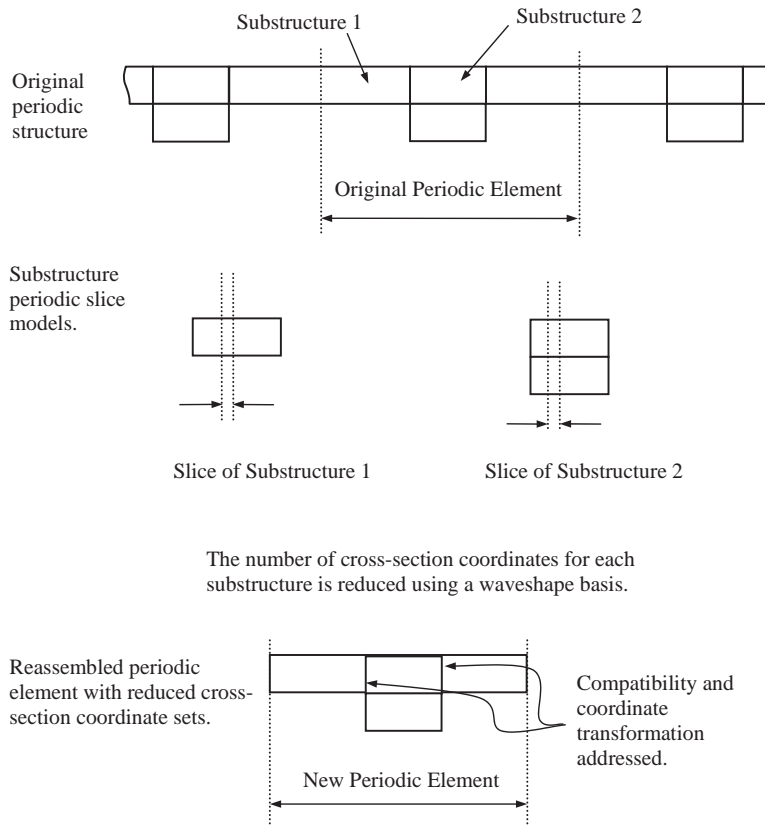 Substructure 1
Substructure 2
Original
periodic
structure
Original Periodic Element
Substructure
periodic slice
models.
Slice of Substructure 1
Slice of Substructure 2
The number of cross-section coordinates for each
substructure is reduced using a waveshape basis.
Reassembled periodic
element with reduced cross-
section coordinate sets.
Compatibility and
coordinate
transformation
addressed.
New Periodic Element